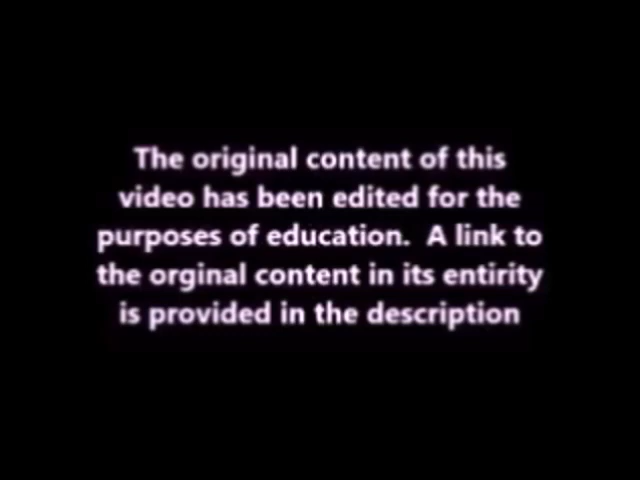 The original content of this
video has been edited for the
purposes of education.  A link to
the orginal content in its entirity
is provided in the description